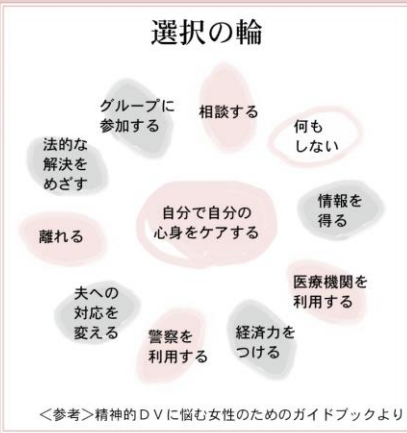 選択の輪
相談する
何も
しない
情報を
得る
医療機関を
利用する
経済力を
つける
警察を
利用する
夫への
対応を
変える
離れる
法的な
解決を
めざす
グループに
参加する
自分で自分の
心身をケアする
＜参考＞精神的ＤＶに悩む女性のためのガイドブックより